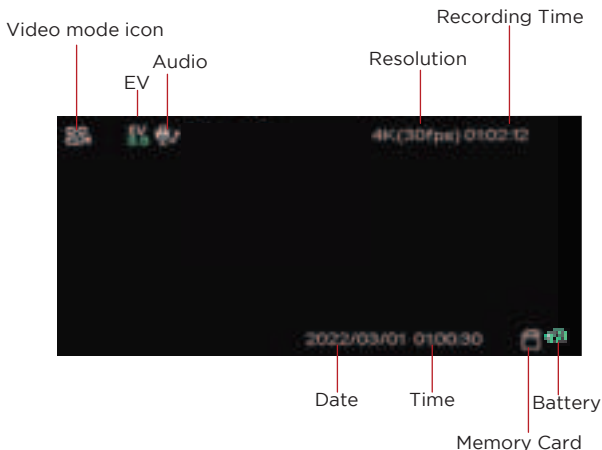 Recording Time
Video mode icon
Audio
Resolution
EV
EV
4K(30fps) 01:02:12
2022/03/01 01:00:30
Date
Time
Battery
Memory Card